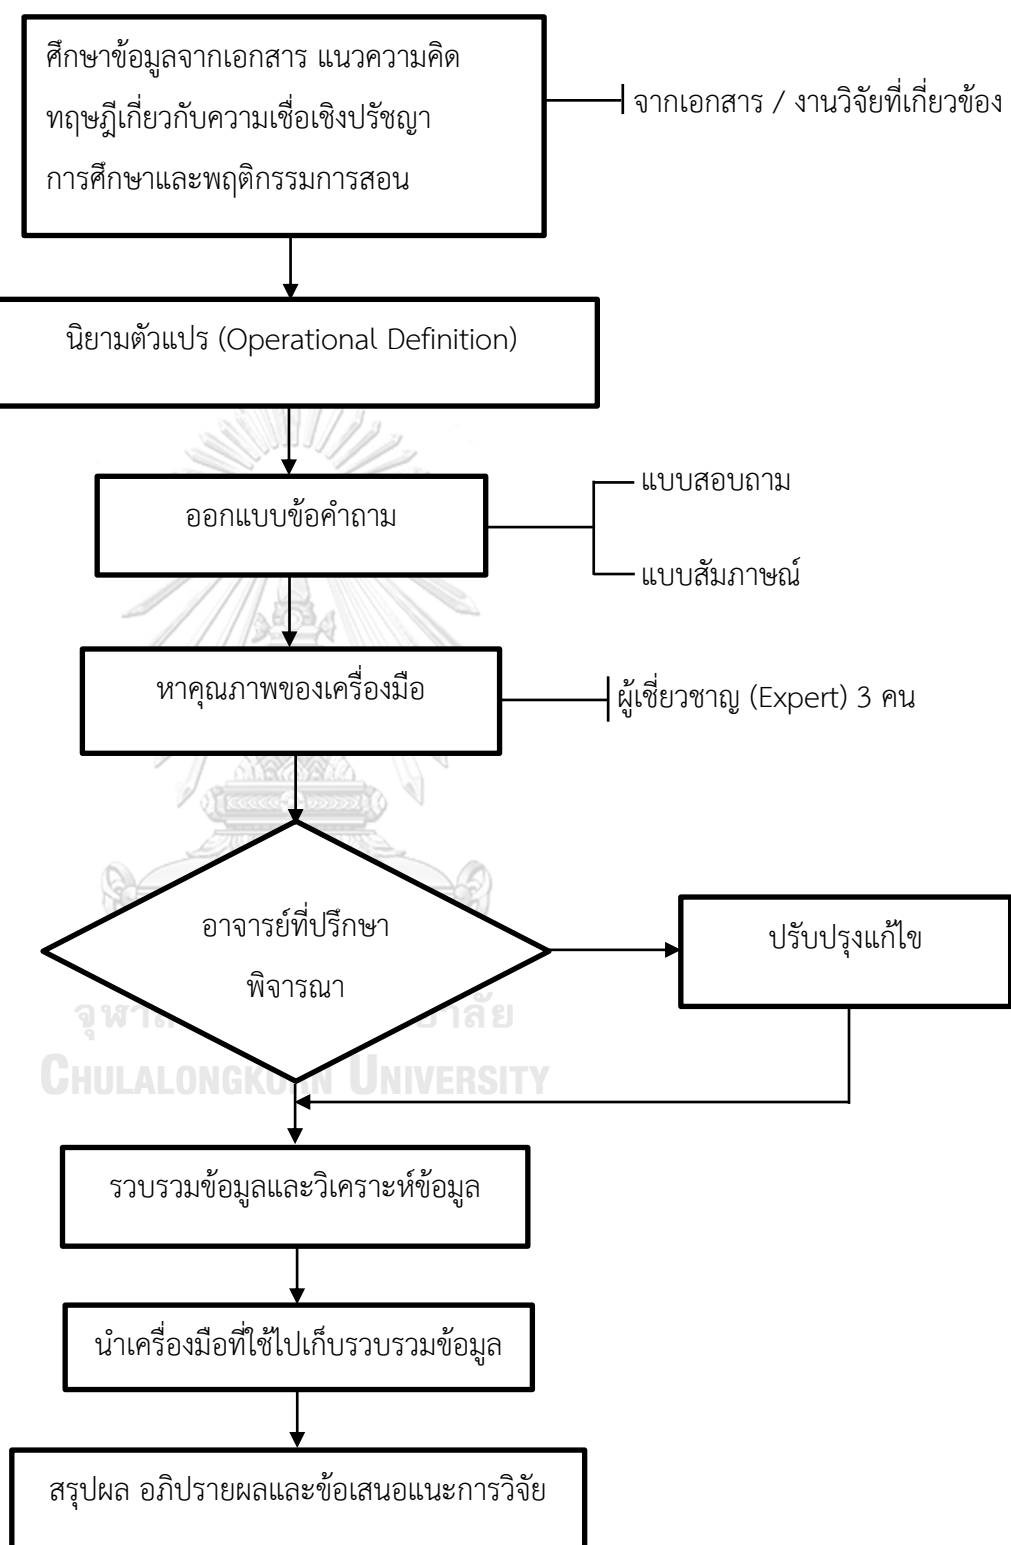 ศึกษาข้อมูลจากเอกสาร แนวความคิด
ทฤษฎีเกี่ยวกับความเชื่อเชิงปรัชญา
การศึกษาและพฤติกรรมการสอน
จากเอกสาร / งานวิจัยที่เกี่ยวข้อง
นิยามตัวแปร (Operational Definition)
ออกแบบข้อคำถาม
แบบสอบถาม
แบบสัมภาษณ์
หาคุณภาพของเครื่องมือ
ผู้เชี่ยวชาญ (Expert) 3 คน
อาจารย์ที่ปรึกษา
พิจารณา
ปรับปรุงแก้ไข
CHULALONGKORN UNIVERSITY
รวบรวมข้อมูลและวิเคราะห์ข้อมูล
นำเครื่องมือที่ใช้ไปเก็บรวบรวมข้อมูล
สรุปผล อภิปรายผลและข้อเสนอแนะการวิจัย